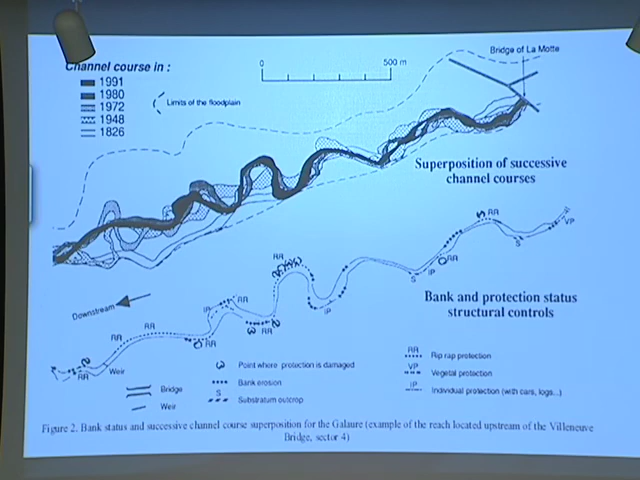 Channel course in :
1991
1980
1972
1948
1826
Limits of the floodplain
0
500 m
Bridge of La Motte
Superposition of successive
channel courses
RR
VP
S
RR
IP
S
RR
IP
RR
IP
RR
RR
RR
RR
RR
Downstream
Weir
Bank and protection status
structural controls
Bridge
Weir
Point where protection is damaged
Bank erosion
S
Substratum outcrop
RR
Rip rap protection
VP
Vegetal protection
IP
Individual protection (with cars, logs...)
Figure 2. Bank status and successive channel course superposition for the Galaure (example of the reach located upstream of the Villeneuve
Bridge, sector 4)